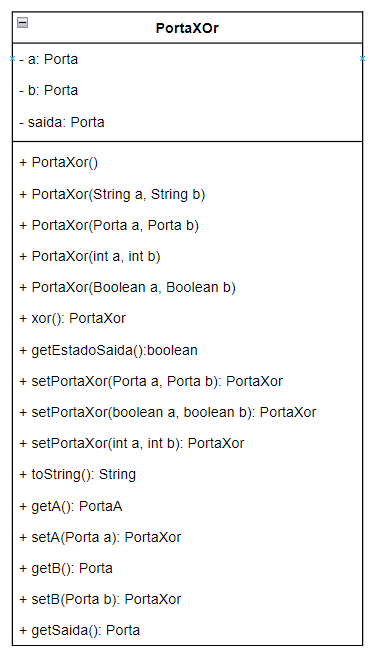 PortaXOr
- a: Porta
- b: Porta
- saida: Porta
+ PortaXor()
+ PortaXor(String a, String b)
+ PortaXor(Porta a, Porta b)
+ PortaXor(int a, int b)
+ PortaXor(Boolean a, Boolean b)
+ xor(): PortaXor
+ getEstadoSaida():boolean
+ setPortaXor(Porta a, Porta b): PortaXor
+ setPortaXor(boolean a, boolean b): PortaXor
+ setPortaXor(int a, int b): PortaXor
+ toString(): String
+ getA(): PortaA
+ setA(Porta a): PortaXor
+ getB(): Porta
+ setB(Porta b): PortaXor
+ getSaida(): Porta